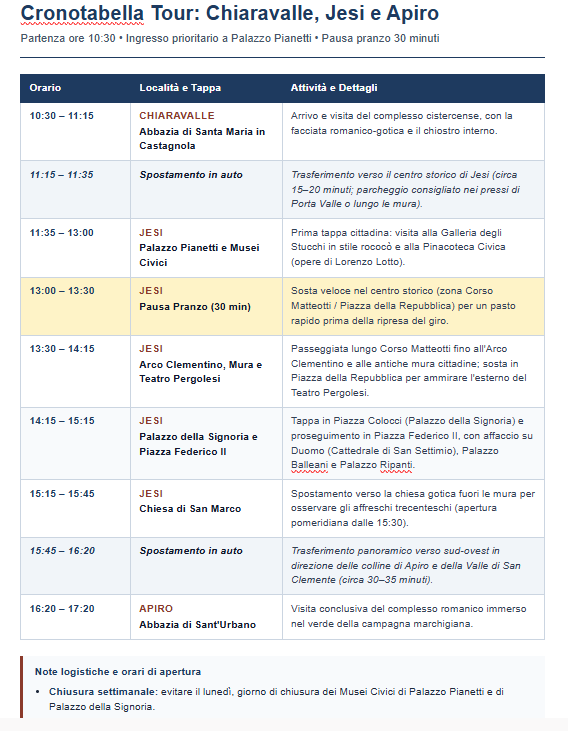 Cronotabella Tour: Chiaravalle, Jesi e Apiro
Partenza ore 10:30 • Ingresso prioritario a Palazzo Pianetti • Pausa pranzo 30 minuti
Orario
Località e Tappa
Attività e Dettagli
10:30 – 11:15
CHIARAVALLE
Abbazia di Santa Maria in
Castagnola
Arrivo e visita del complesso cistercense, con la
facciata romanico-gotica e il chiostro interno.
11:15 – 11:35
Spostamento in auto
Trasferimento verso il centro storico di Jesi (circa
15–20 minuti; parcheggio consigliato nei pressi di
Porta Valle o lungo le mura).
11:35 – 13:00
JESI
Palazzo Pianetti e Musei
Civici
Prima tappa cittadina: visita alla Galleria degli
Stucchi in stile rococò e alla Pinacoteca Civica
(opere di Lorenzo Lotto).
13:00 – 13:30
JESI
Pausa Pranzo (30 min)
Sosta veloce nel centro storico (zona Corso
Matteotti / Piazza della Repubblica) per un pasto
rapido prima della ripresa del giro.
13:30 – 14:15
JESI
Arco Clementino, Mura e
Teatro Pergolesi
Passeggiata lungo Corso Matteotti fino all'Arco
Clementino e alle antiche mura cittadine; sosta in
Piazza della Repubblica per ammirare l'esterno del
Teatro Pergolesi.
14:15 – 15:15
JESI
Palazzo della Signoria e
Piazza Federico II
Tappa in Piazza Colocci (Palazzo della Signoria) e
proseguimento in Piazza Federico II, con affaccio su
Duomo (Cattedrale di San Settimio), Palazzo
Balleani e Palazzo Ripanti.
15:15 – 15:45
JESI
Chiesa di San Marco
Spostamento verso la chiesa gotica fuori le mura per
osservare gli affreschi trecenteschi (apertura
pomeridiana dalle 15:30).
15:45 – 16:20
Spostamento in auto
Trasferimento panoramico verso sud-ovest in
direzione delle colline di Apiro e della Valle di San
Clemente (circa 30–35 minuti).
16:20 – 17:20
APIRO
Abbazia di Sant'Urbano
Visita conclusiva del complesso romanico immerso
nel verde della campagna marchigiana.
Note logistiche e orari di apertura
• Chiusura settimanale: evitare il lunedì, giorno di chiusura dei Musei Civici di Palazzo Pianetti e di
Palazzo della Signoria.